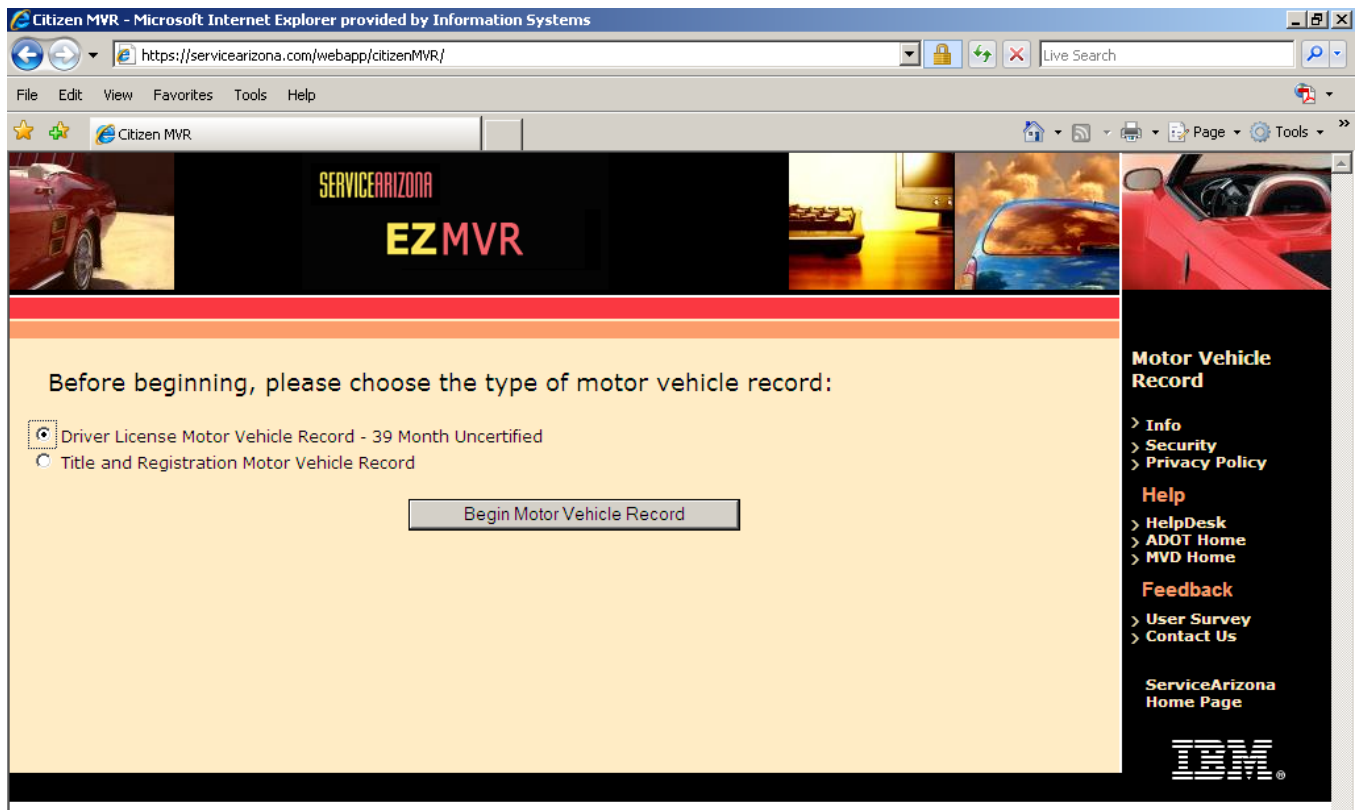 Citizen MVR - Microsoft Internet Explorer provided by Information Systems
https://servicearizona.com/webapp/citizenMVR/
Live Search
File Edit View Favorites Tools Help
Citizen MVR
Page Tools »
SERVICEARIZONA
EZMVR
Before beginning, please choose the type of motor vehicle record:
Driver License Motor Vehicle Record - 39 Month Uncertified
Title and Registration Motor Vehicle Record
Begin Motor Vehicle Record
Motor Vehicle
Record
> Info
> Security
> Privacy Policy
Help
> HelpDesk
> ADOT Home
> MVD Home
Feedback
> User Survey
> Contact Us
ServiceArizona
Home Page
IBM®